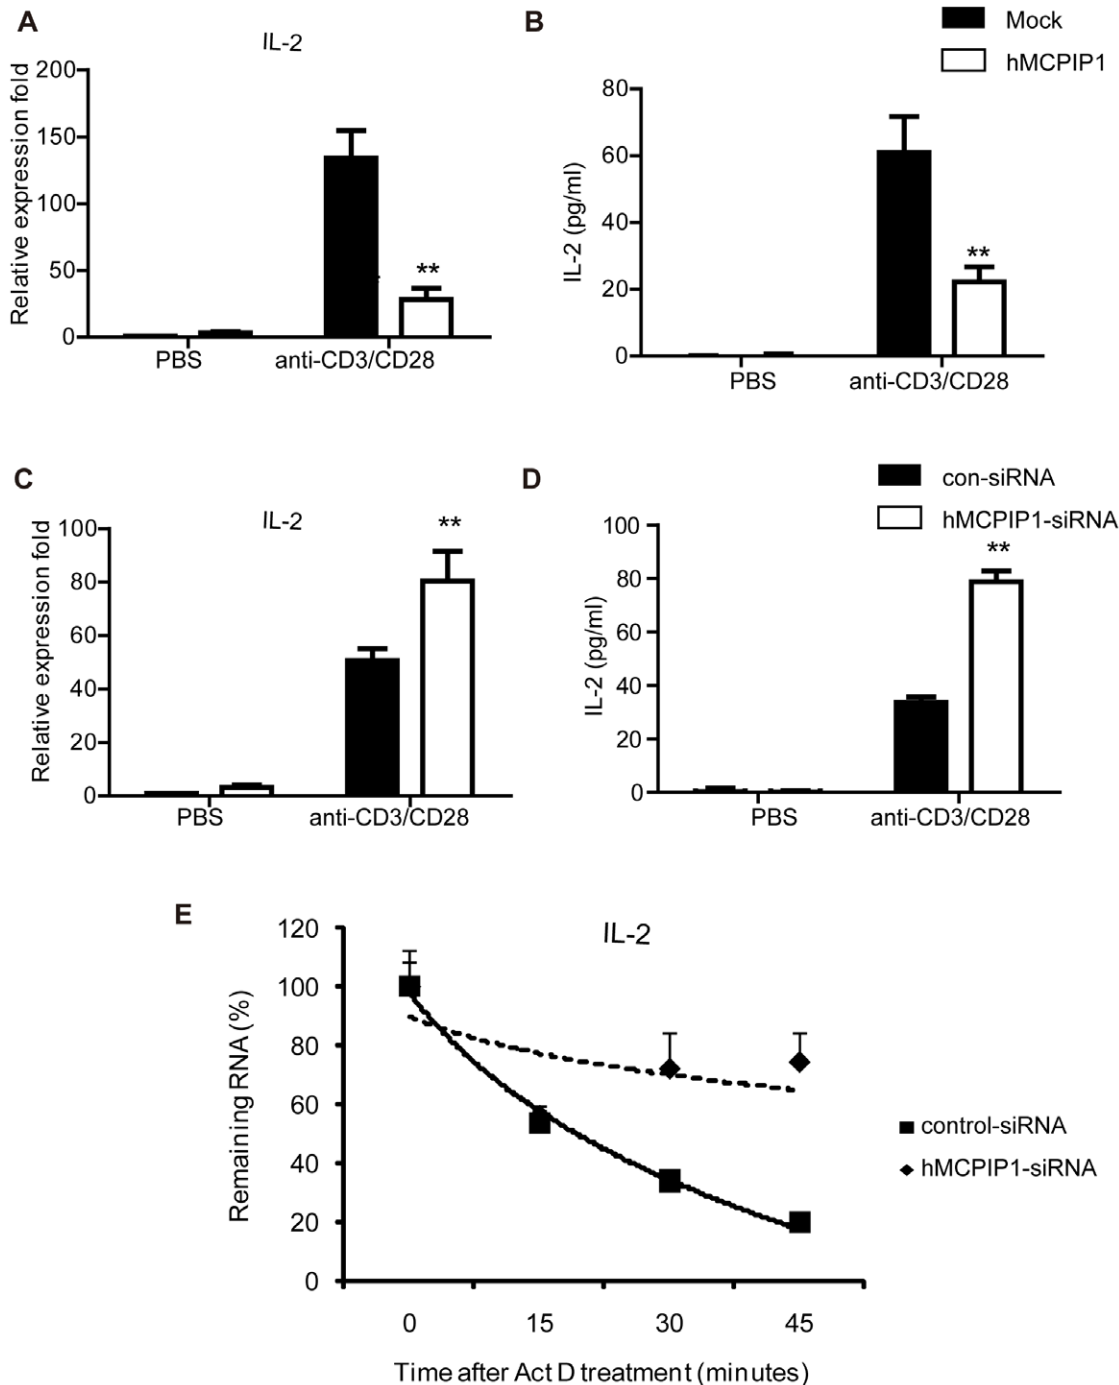 A
IL-2
Relative expression fold
200
150
100
50
0
**
PBS
anti-CD3/CD28
B
Mock
hMCPIP1
IL-2 (pg/ml)
80
60
40
20
0
**
PBS
anti-CD3/CD28
C
IL-2
Relative expression fold
100
80
60
40
20
0
**
PBS
anti-CD3/CD28
D
con-siRNA
hMCPIP1-siRNA
IL-2 (pg/ml)
100
80
60
40
20
0
**
PBS
anti-CD3/CD28
E
IL-2
Remaining RNA (%)
120
100
80
60
40
20
0
control-siRNA
hMCPIP1-siRNA
0 15 30 45
Time after Act D treatment (minutes)